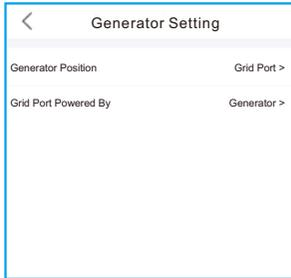 Generator Setting
Generator Position Grid Port >
Grid Port Powered By Generator >